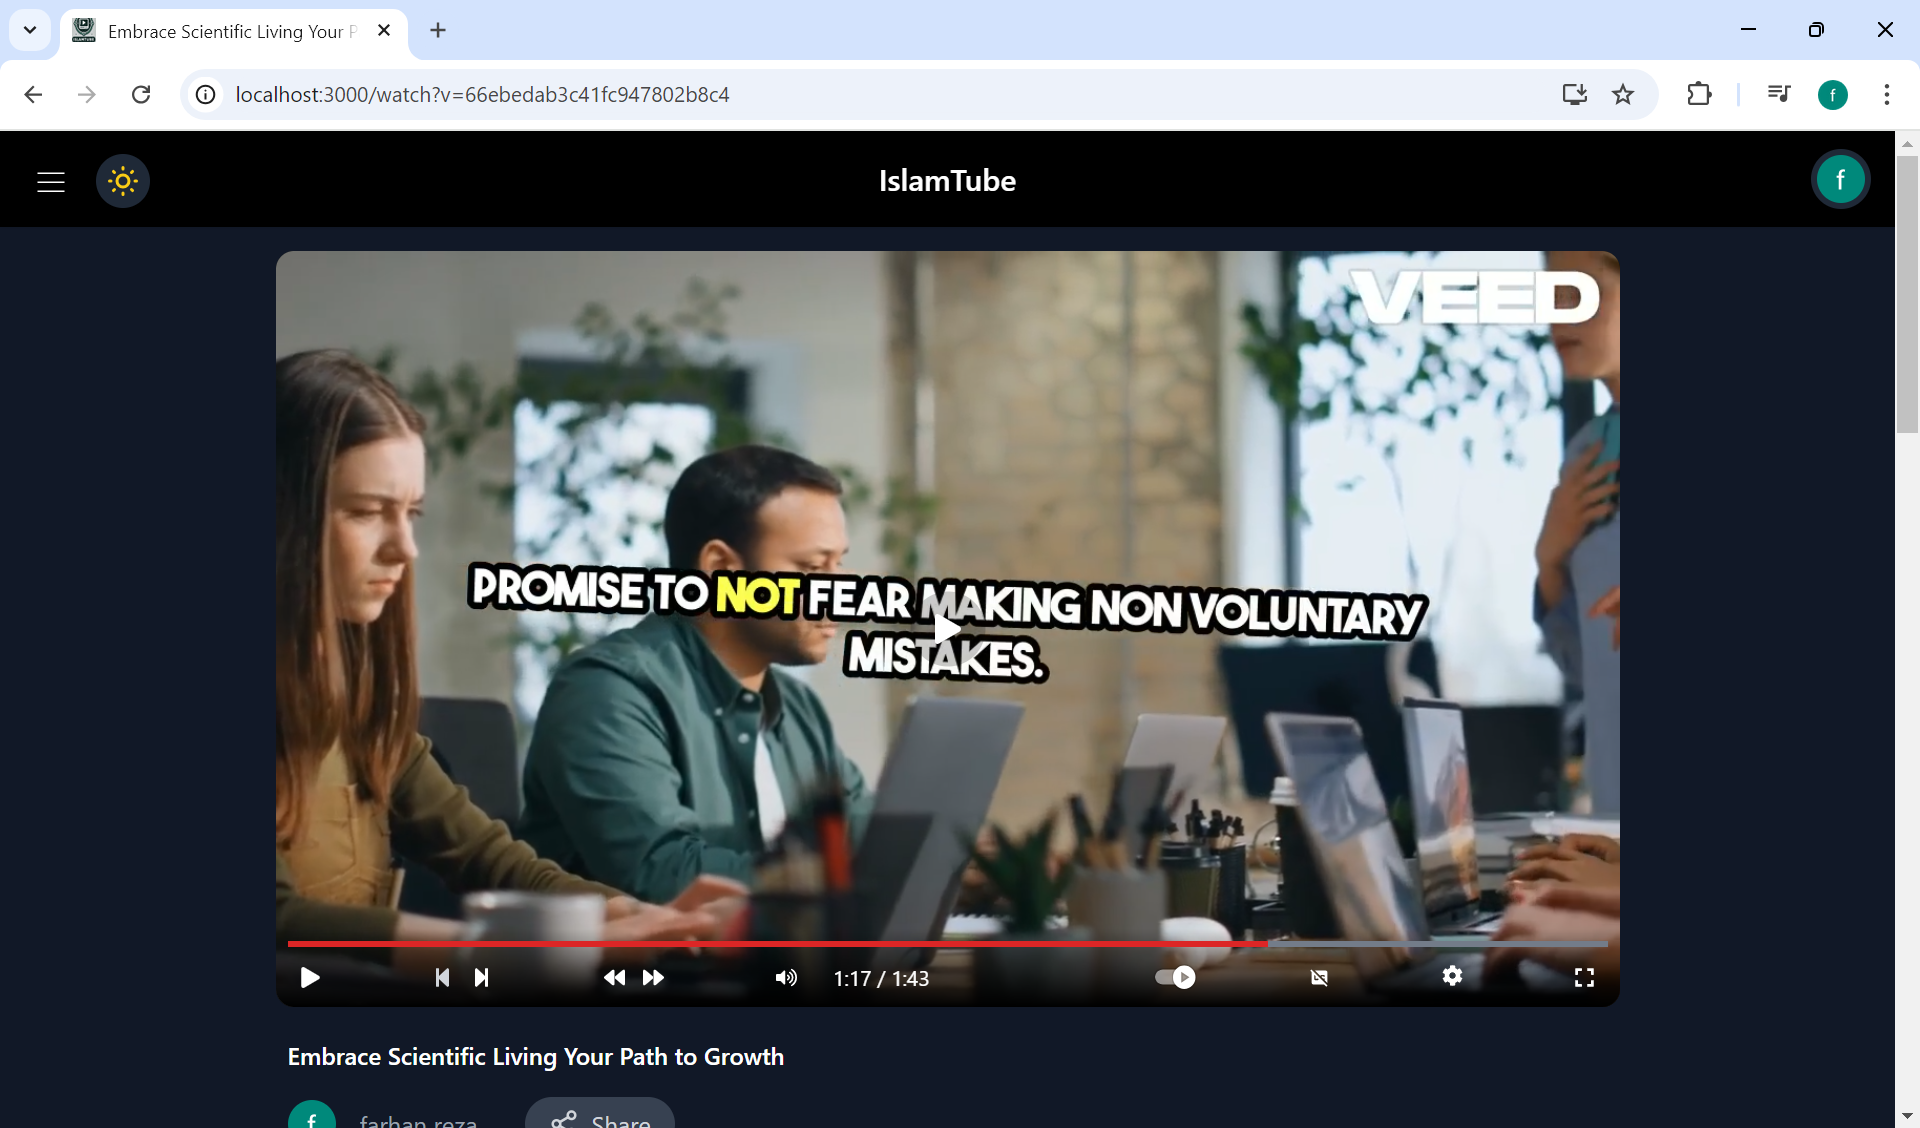 Embrace Scientific Living Your P
localhost:3000/watch?v=66ebedab3c41fc947802b8c4
f
IslamTube
f
VEED
PROMISE TO NOT FEAR MAKING NON VOLUNTARY
MISTAKES.
1:17 / 1:43
Embrace Scientific Living Your Path to Growth
f
farhan reza
Share